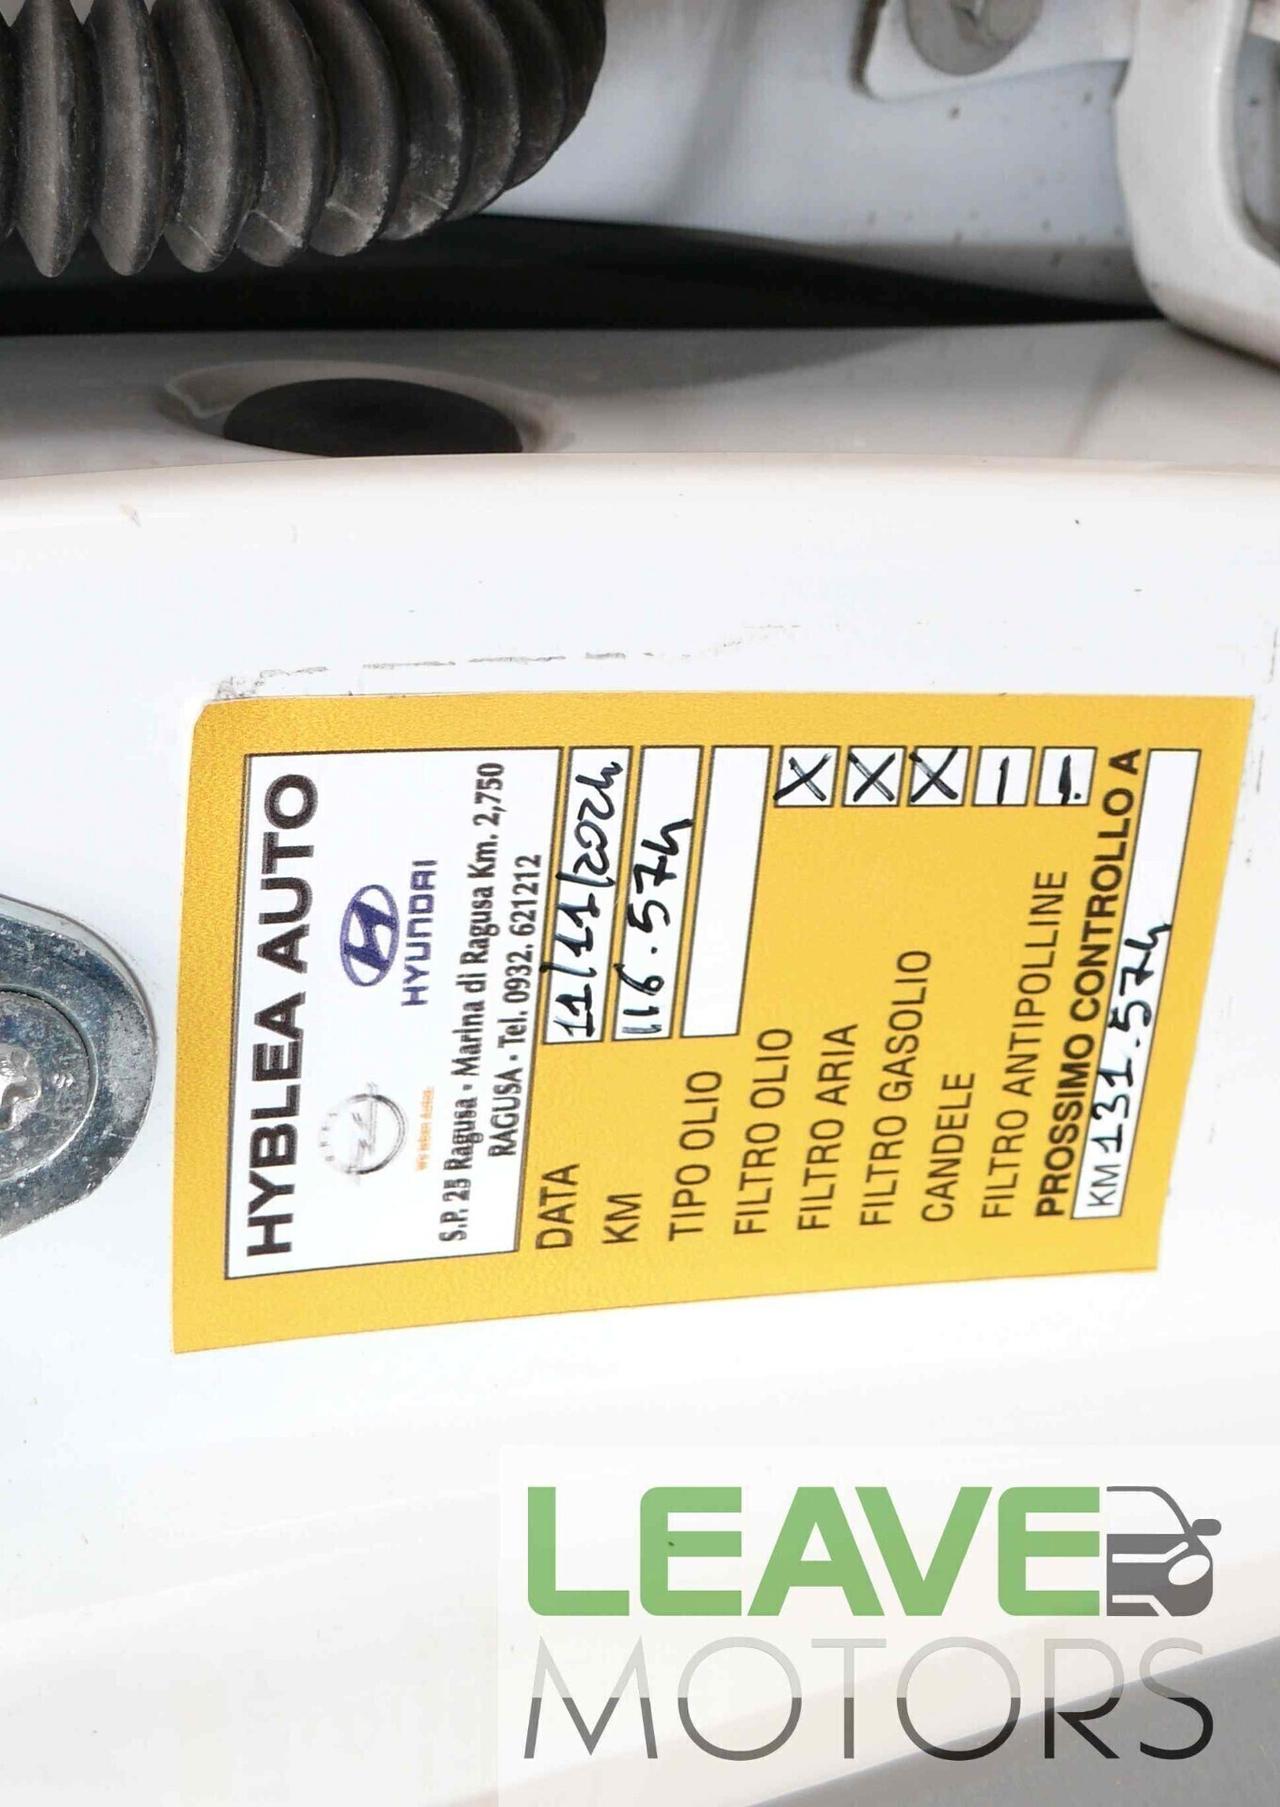 HYBLEA AUTO
HYUNDAI
S.P. 25 Ragusa - Marina di Ragusa Km. 2,750
RAGUSA - Tel. 0932. 621212
DATA 11/11/2024
KM 116.574
TIPO OLIO
FILTRO OLIO X
FILTRO ARIA X
FILTRO GASOLIO X
CANDELE –
FILTRO ANTIPOLLINE –
PROSSIMO CONTROLLO A
KM 131.574
LEAVE
MOTORS